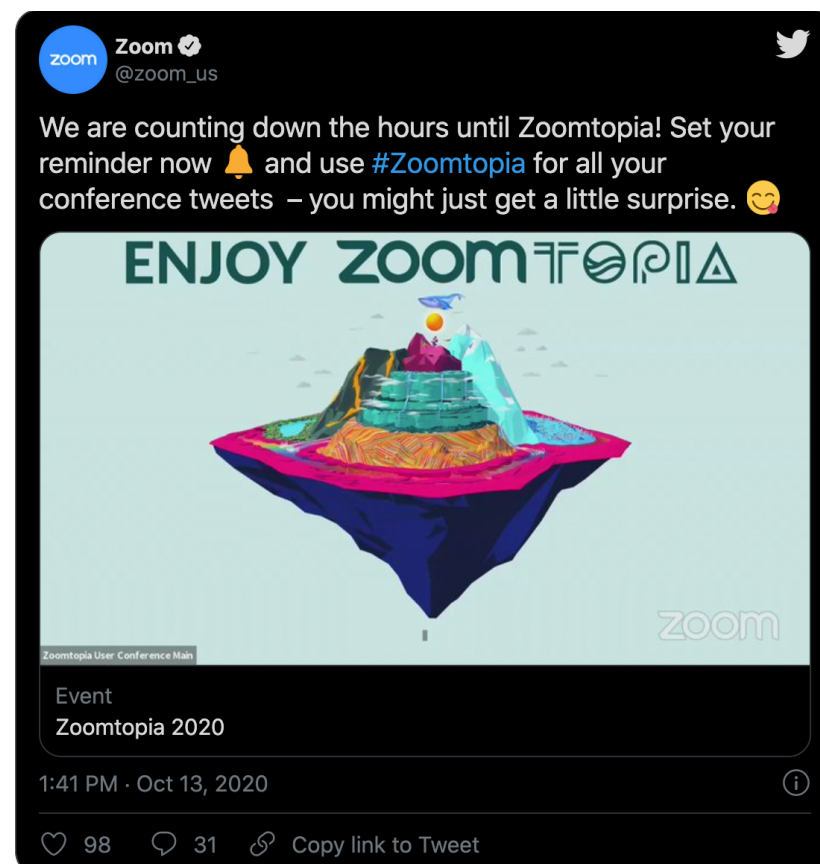 zoom
Zoom
@zoom_us
We are counting down the hours until Zoomtopia! Set your
reminder now 🔔 and use #Zoomtopia for all your
conference tweets – you might just get a little surprise. 😋
ENJOY ZOOMTOPIA
zoom
Zoomtopia User Conference Main
Event
Zoomtopia 2020
1:41 PM · Oct 13, 2020
98 31 Copy link to Tweet